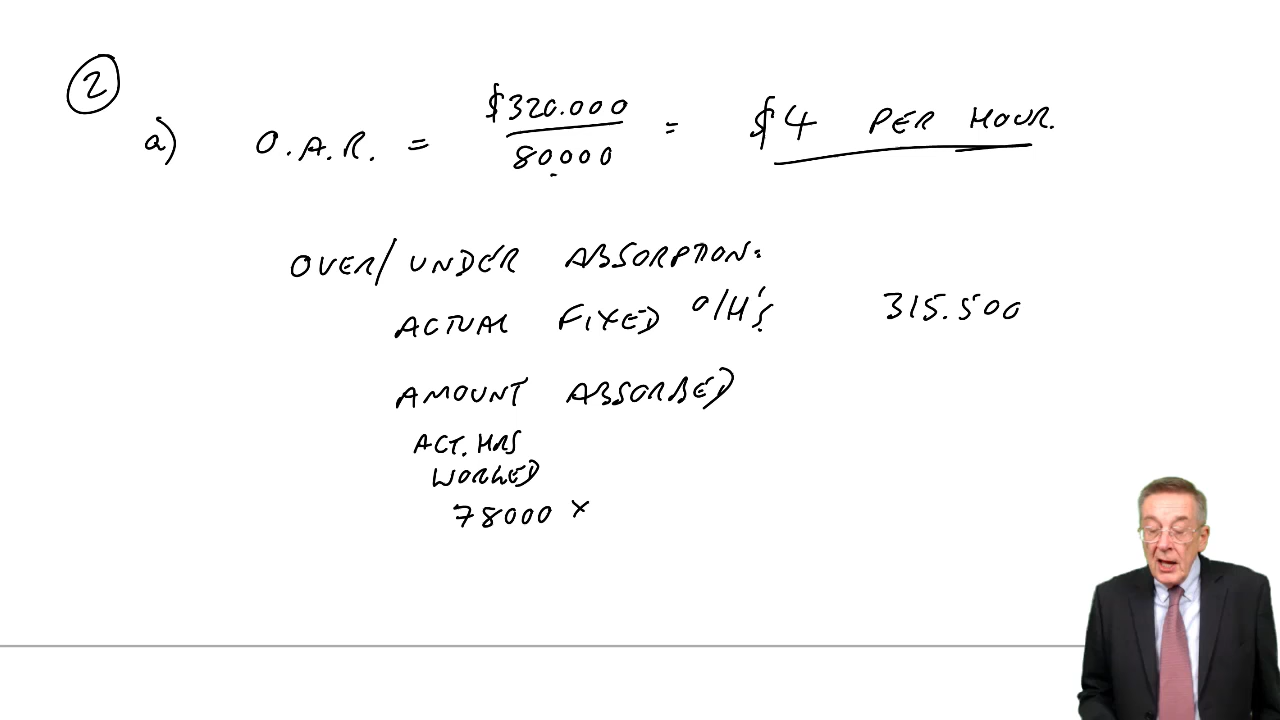 2
a) O.A.R. = $320.000 / 80000 = $4 PER HOUR.
OVER/UNDER ABSORPTION:
ACTUAL FIXED O/H's. 315.500
AMOUNT ABSORBED
ACT. HRS
WORKED
78000 x